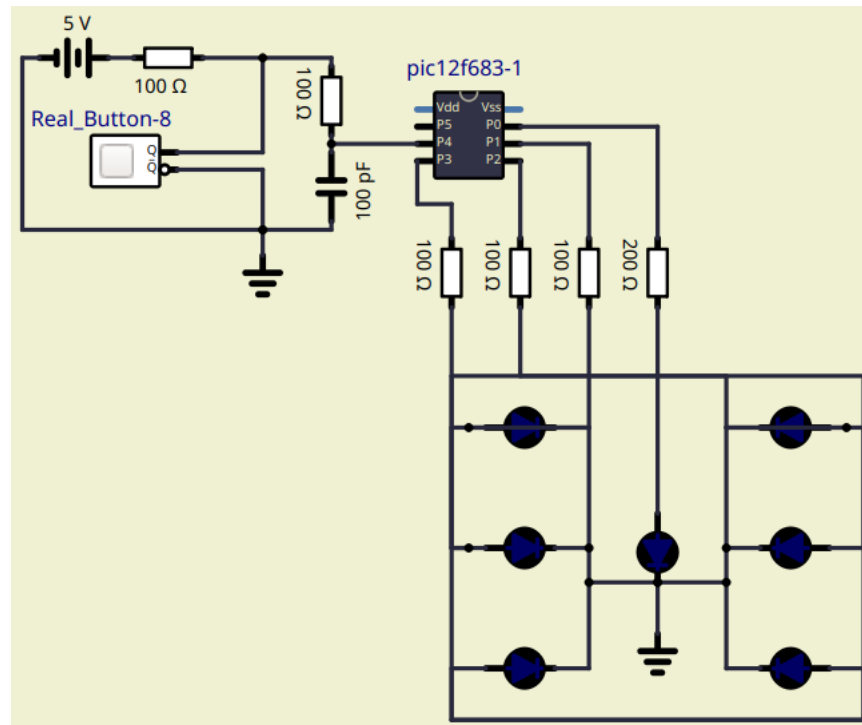 5 V
100 Ω
Real_Button-8
Q
Q̅
100 Ω
100 pF
pic12f683-1
Vdd Vss
P5 P0
P4 P1
P3 P2
100 Ω
100 Ω
100 Ω
200 Ω